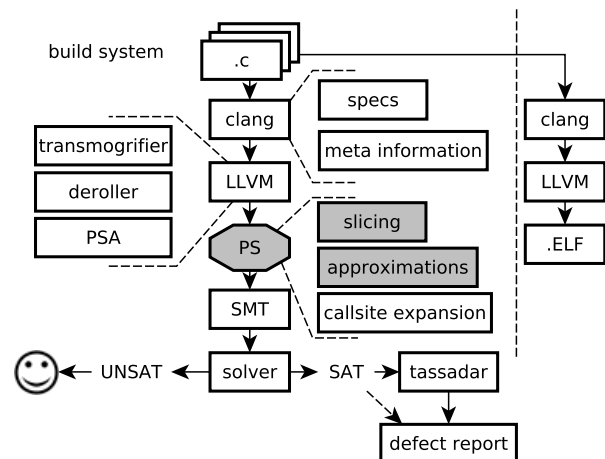 build system
.c
clang
specs
meta information
clang
transmogrifier
deroller
PSA
LLVM
LLVM
PS
slicing
approximations
callsite expansion
.ELF
SMT
UNSAT
solver
SAT
tassadar
defect report